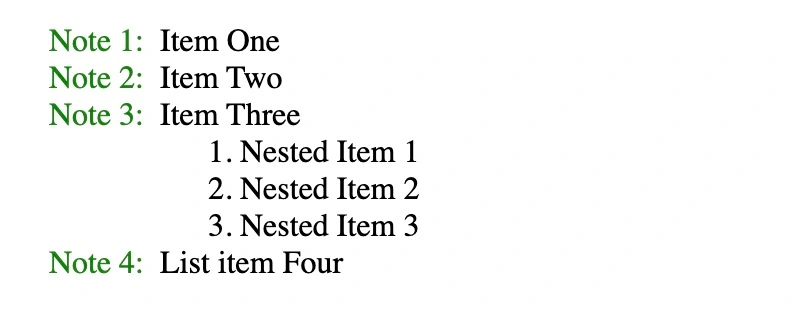 Note 1: Item One
Note 2: Item Two
Note 3: Item Three
1. Nested Item 1
2. Nested Item 2
3. Nested Item 3
Note 4: List item Four